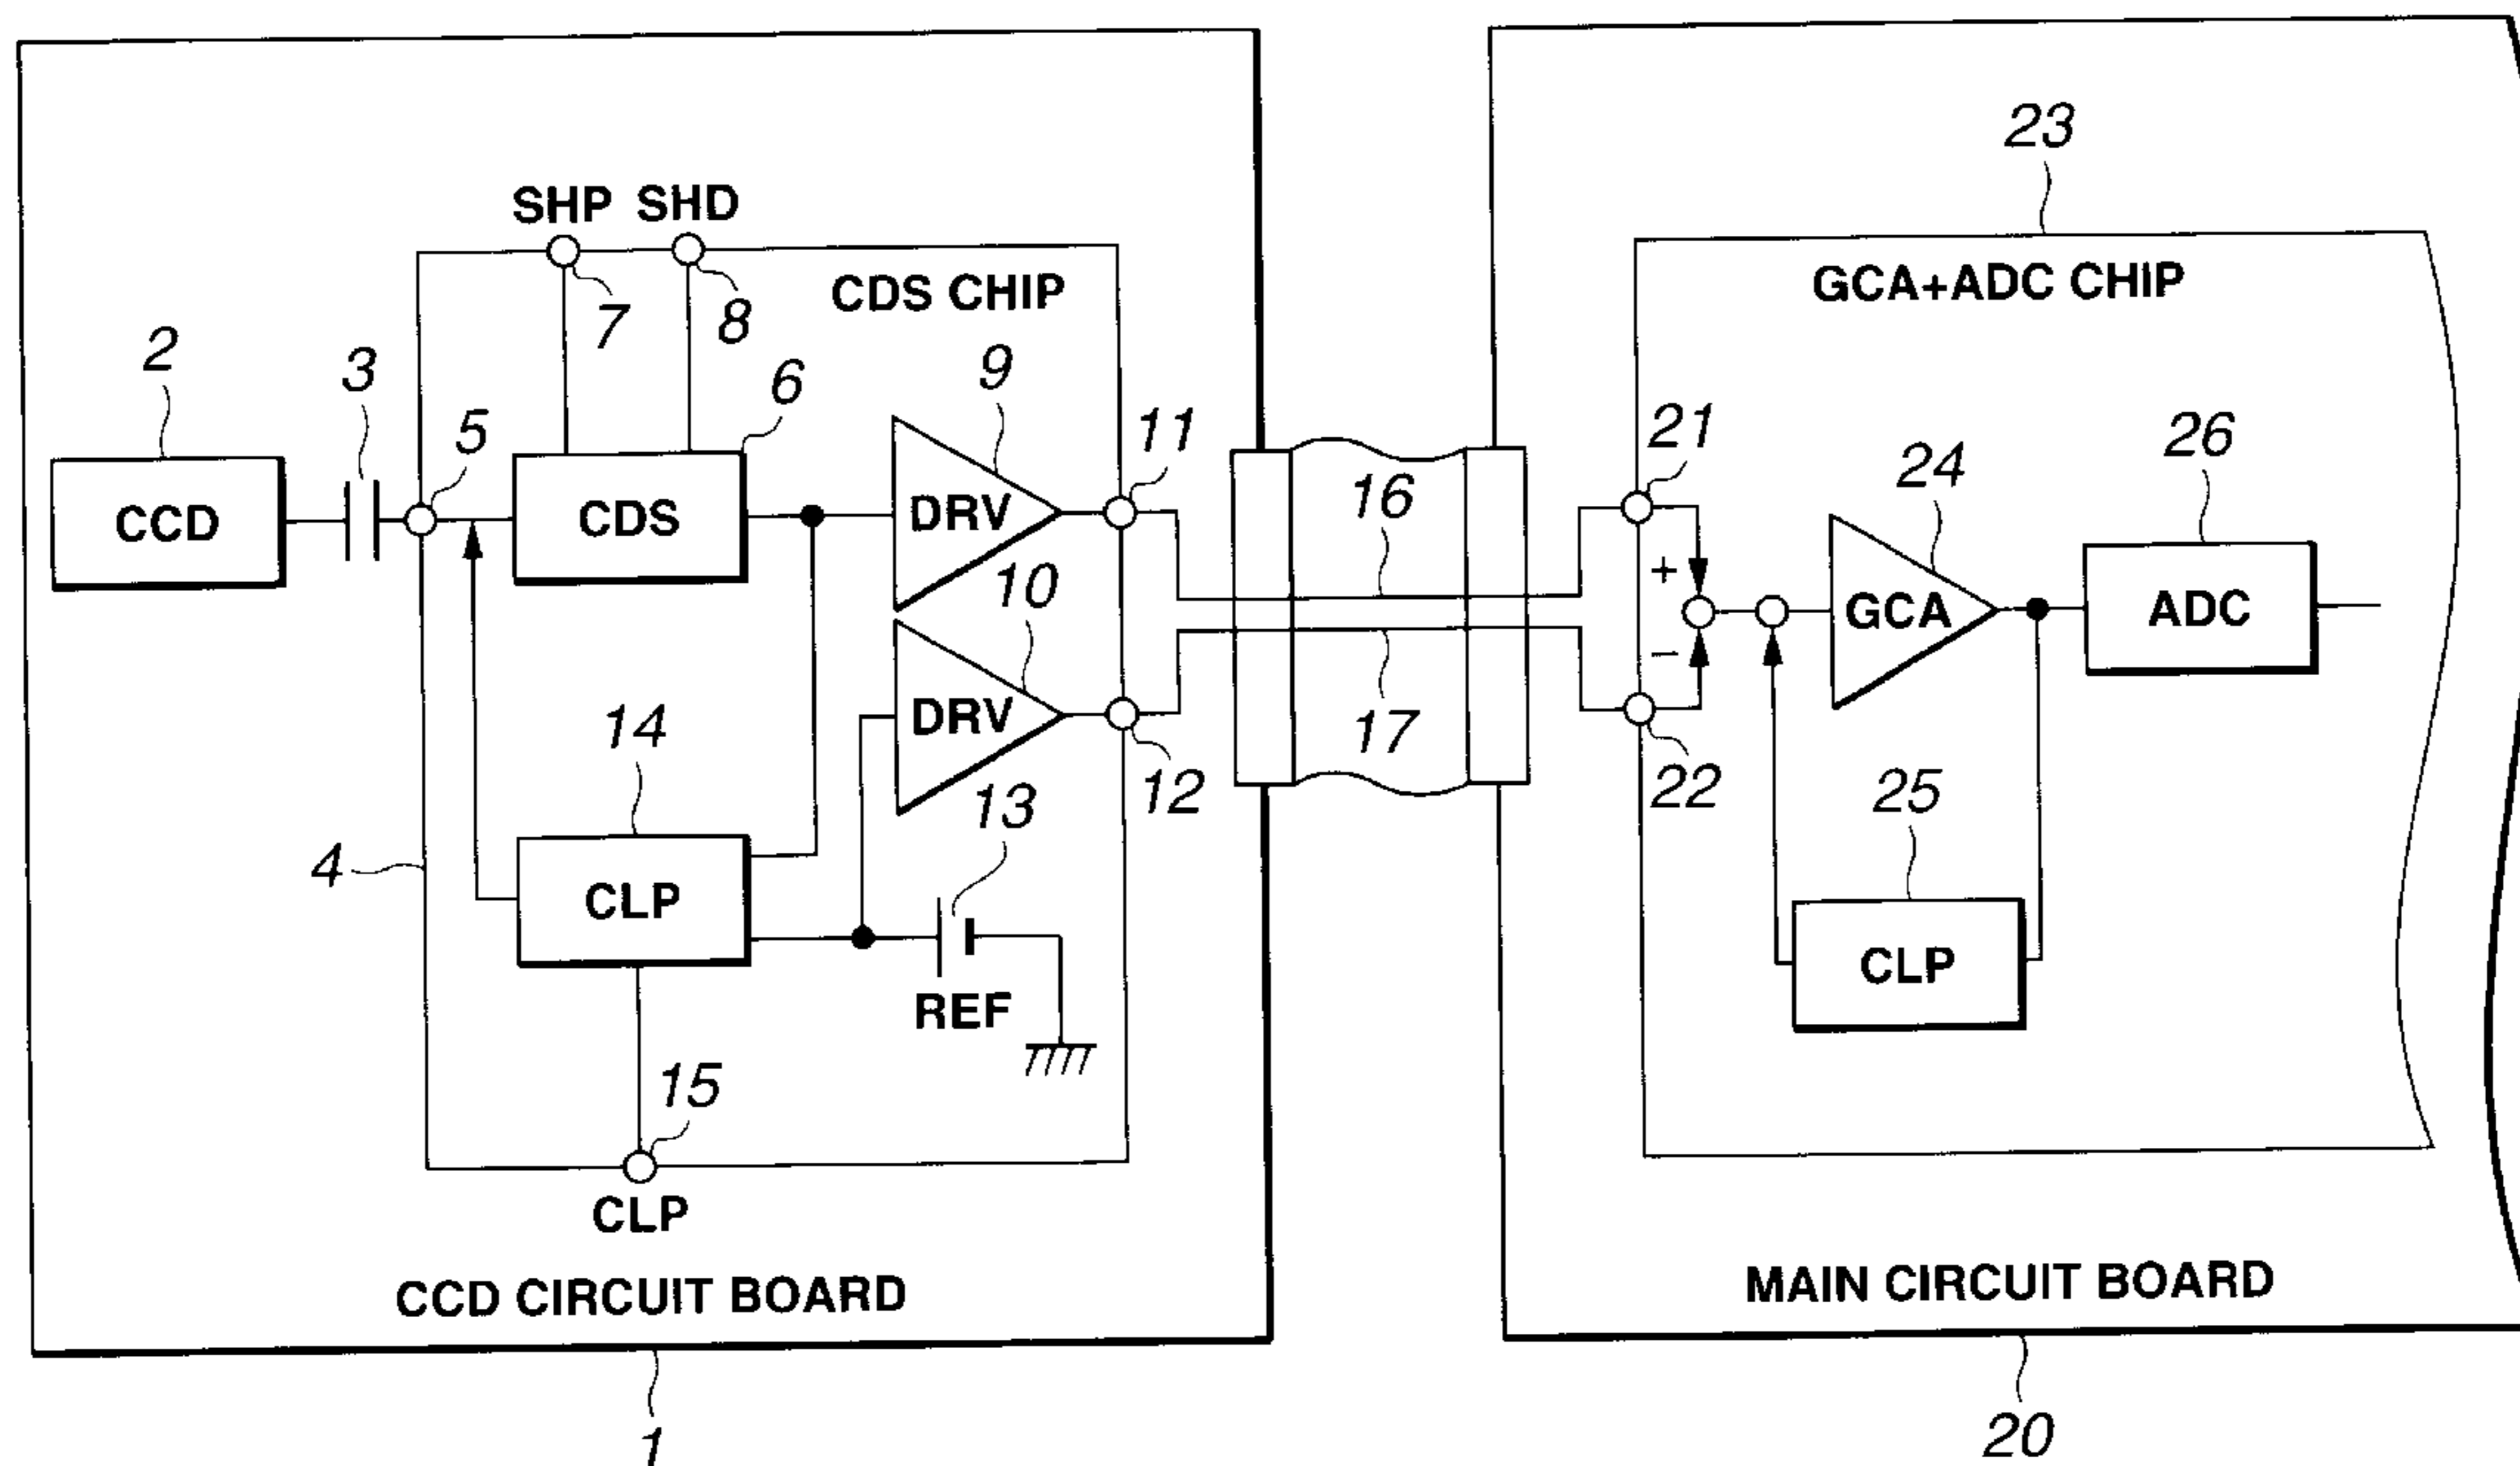 23
SHP SHD
CDS CHIP
GCA+ADC CHIP
7
8
2
3
5
6
9
11
21
24
26
CCD
CDS
DRV
16
+
GCA
ADC
10
−
14
DRV
17
12
22
13
25
4
CLP
CLP
REF
15
CLP
CCD CIRCUIT BOARD
MAIN CIRCUIT BOARD
1
20